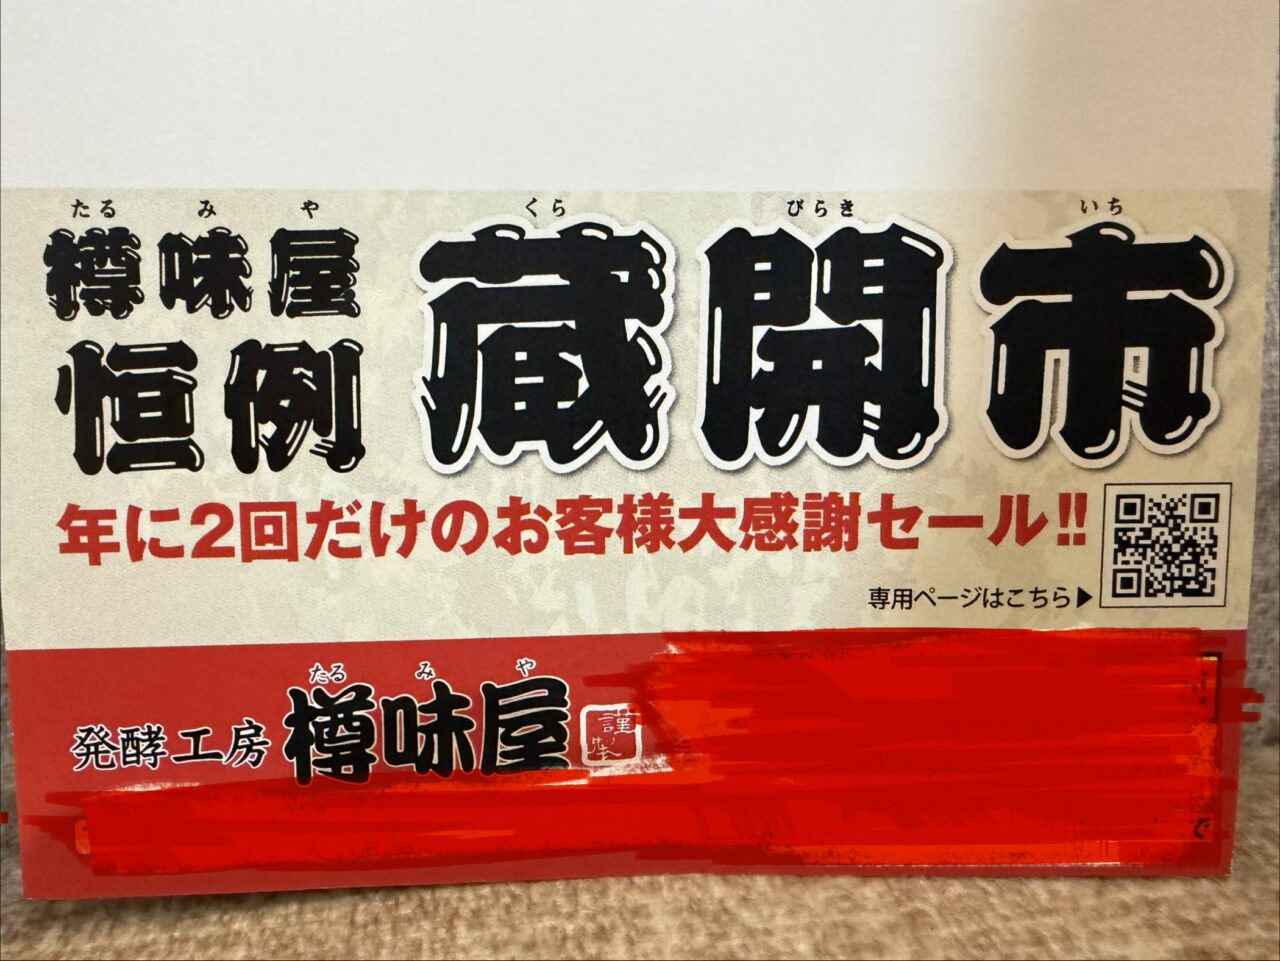 たる み や
樽味屋
恒例
くら びらき いち
蔵開市
年に2回だけのお客様大感謝セール!!
専用ページはこちら▶
たる み や
発酵工房 樽味屋
謹製